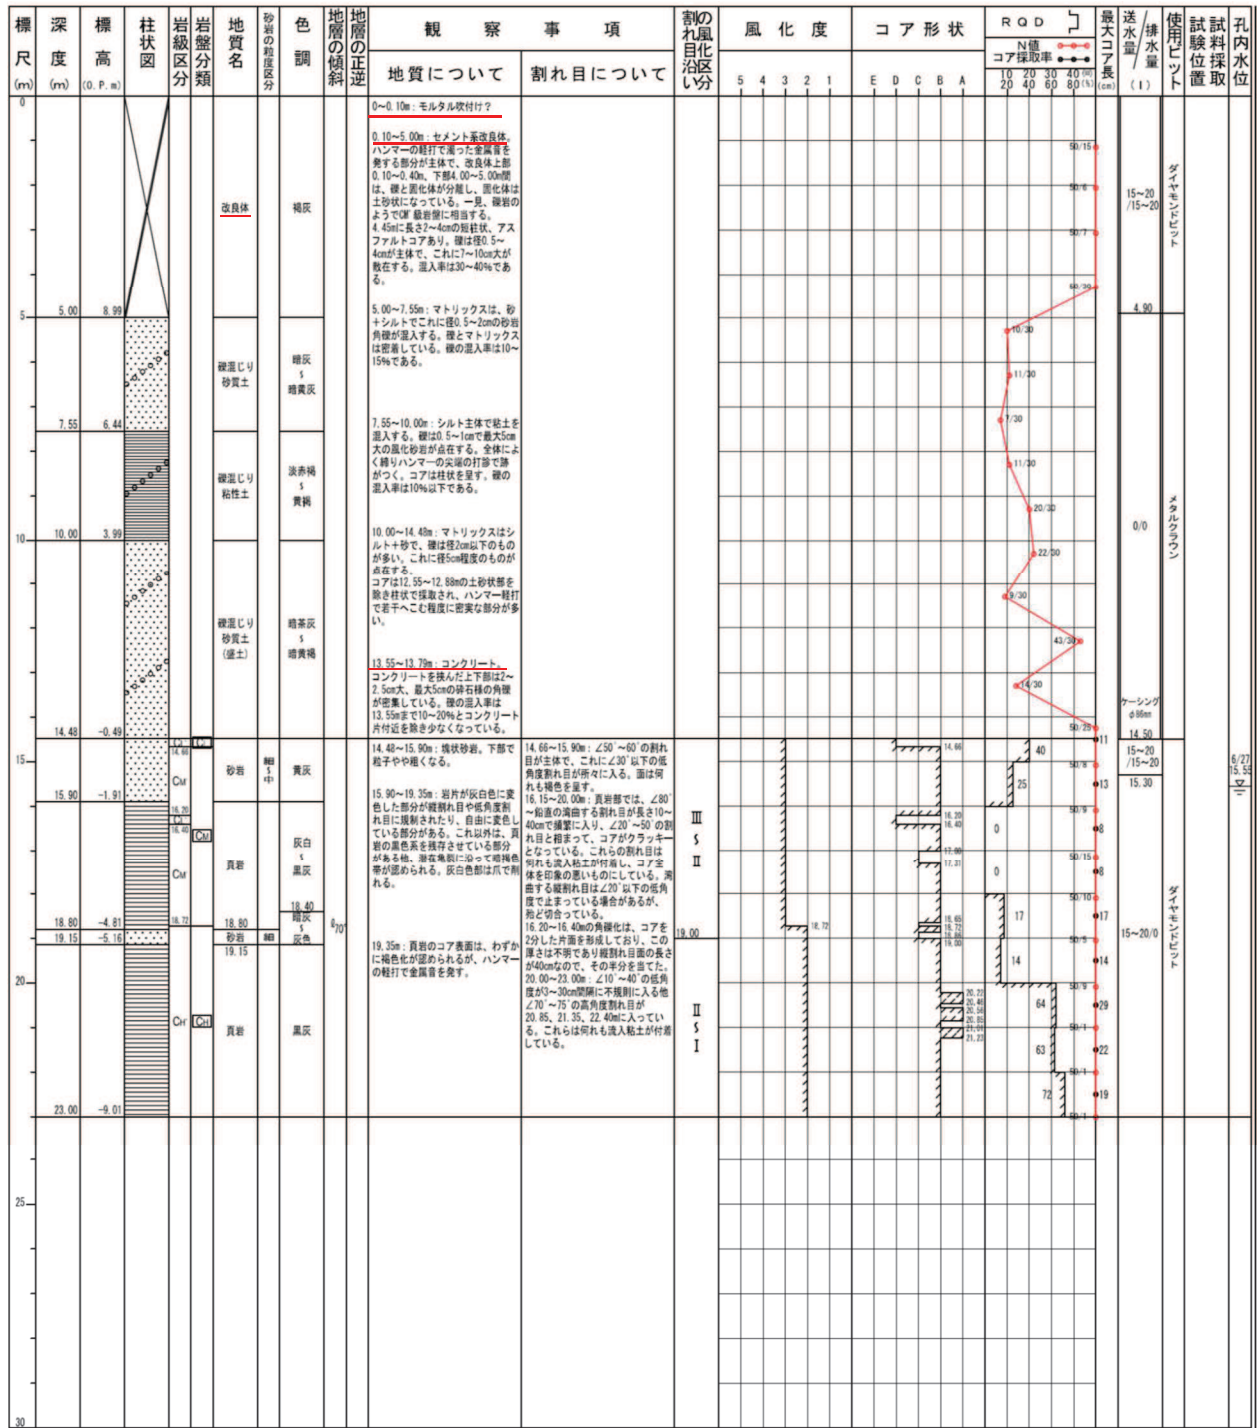 標尺(m)
深度(m)
標高(O.P.m)
柱状図
岩級区分
岩盤分類
地質名
砂岩の粒度区分
色調
地層の傾斜
地層の正逆
観察事項
地質について
割れ目について
割れ目沿いの風化区分
風化度
5 4 3 2 1
コア形状
E D C B A
RQD
N値
コア採取率
10 20 30 40 (回)
20 40 60 80 (%)
最大コア長(cm)
送水量/排水量(l)
使用ビット
試験位置
試料採取
孔内水位
0
5
10
15
20
25
30
5.00 8.99
7.55 6.44
10.00 3.99
14.48 -0.49
15.90 -1.91
18.80 -4.81
19.15 -5.16
23.00 -9.01
改良体
褐灰
礫混じり
砂質土
暗灰
~
暗黄灰
礫混じり
粘性土
淡赤褐
~
黄褐
礫混じり
砂質土
(盛土)
暗茶灰
~
暗黄褐
14.60
CM'
16.20
CL'
16.40
CM'
18.72
CH'
CM
CH
砂岩
細~中
黄灰
頁岩
灰白
~
黒灰
18.40
18.80
暗灰
~
灰色
砂岩
細
19.15
頁岩
黒灰
70°
0~0.10m:モルタル吹付け?
0.10~5.00m:セメント系改良体。
ハンマーの軽打で濁った金属音を
発する部分が主体で、改良体上部
0.10~0.40m、下部4.00~5.00m間
は、礫と固化体が分離し、固化体は
土砂状になっている。一見、礫岩の
ようでCM'級岩盤に相当する。
4.45mに長さ2~4cmの短柱状、アス
ファルトコアあり。礫は径0.5~
4cmが主体で、これに7~10cm大が
散在する。混入率は30~40%であ
る。
5.00~7.55m:マトリックスは、砂
+シルトでこれに径0.5~2cmの砂岩
角礫が混入する。礫とマトリックス
は密着している。礫の混入率は10~
15%である。
7.55~10.00m:シルト主体で粘土を
混入する。礫は0.5~1cmで最大5cm
大の風化砂岩が点在する。全体によ
く締りハンマーの尖端の打診で跡
がつく。コアは柱状を呈す。礫の
混入率は10%以下である。
10.00~14.48m:マトリックスはシ
ルト+砂で、礫は径2cm以下のもの
が多い。これに径5cm程度のものが
点在する。
コアは12.55~12.88mの土砂状部を
除き柱状で採取され、ハンマー軽打
で若干へこむ程度に密実な部分が多
い。
13.55~13.79m:コンクリート。
コンクリートを挟んだ上下部は2~
2.5cm大、最大5cmの砕石様の角礫
が密集している。礫の混入率は
13.55mまで10~20%とコンクリート
片付近を除き少なくなっている。
14.48~15.90m:塊状砂岩。下部で
粒子やや粗くなる。
15.90~19.35m:岩片が灰白色に変
色した部分が縦割れ目や低角度割
れ目に規制されたり、自由に変色し
ている部分がある。これ以外は、頁
岩の黒色系を残存させている部分
がある他、潜在亀裂に沿って暗褐色
帯が認められる。灰白色部は爪で削
れる。
19.35m:頁岩のコア表面は、わずか
に褐色化が認められるが、ハンマー
の軽打で金属音を発す。
14.66~15.90m:∠50°~60°の割れ
目が主体で、これに∠30°以下の低
角度割れ目が所々に入る。面は何
れも褐色を呈す。
16.15~20.00m:頁岩部では、∠80°
~鉛直の湾曲する割れ目が長さ10~
40cmで頻繁に入り、∠20°~50°の割
れ目と相まって、コアがクラッキー
となっている。これらの割れ目は
何れも流入粘土が付着し、コア全
体を印象の悪いものにしている。湾
曲する縦割れ目は∠20°以下の低角
度で止まっている場合があるが、
殆ど切合っている。
16.20~16.40mの角礫化は、コアを
2分した片面を形成しており、この
厚さは不明であり縦割れ目面の長さ
が40cmなので、その半分を当てた。
20.00~23.00m:∠10°~40°の低角
度が3~30cm間隔に不規則に入る他
∠70°~75°の高角度割れ目が
20.85、21.35、22.40mに入ってい
る。これらは何れも流入粘土が付着
している。
Ⅲ~Ⅱ
19.00
Ⅱ~Ⅰ
18.72
14.66
16.20
16.40
17.00
17.31
18.65
18.72
18.86
19.00
20.22
20.46
20.56
20.85
21.01
21.23
50/15
50/6
50/7
60/30
10/30
11/30
7/30
11/30
20/30
22/30
9/30
43/30
14/30
50/25
50/8
50/9
50/15
50/10
50/5
50/9
50/1
50/1
50/1
40
25
0
0
17
14
64
63
72
11
13
8
8
17
14
29
22
19
15~20
/15~20
4.90
0/0
ケーシング
φ86mm
14.50
15~20
/15~20
15.30
15~20/0
ダイヤモンドビット
メタルクラウン
ダイヤモンドビット
6/27
15.55